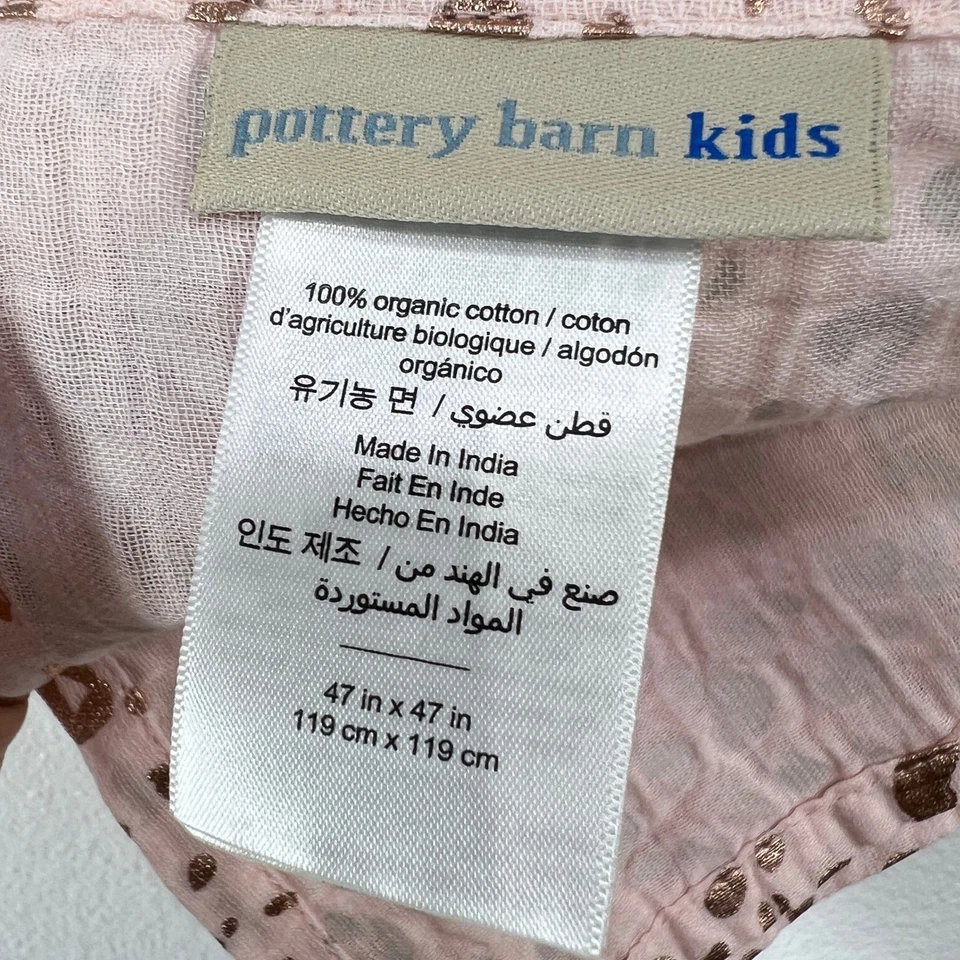 pottery barn kids
100% organic cotton / coton
d'agriculture biologique / algodón
orgánico
유기농 면 / قطن عضوي
Made In India
Fait En Inde
Hecho En India
인도 제조 / صنع في الهند من
المواد المستوردة
47 in x 47 in
119 cm x 119 cm